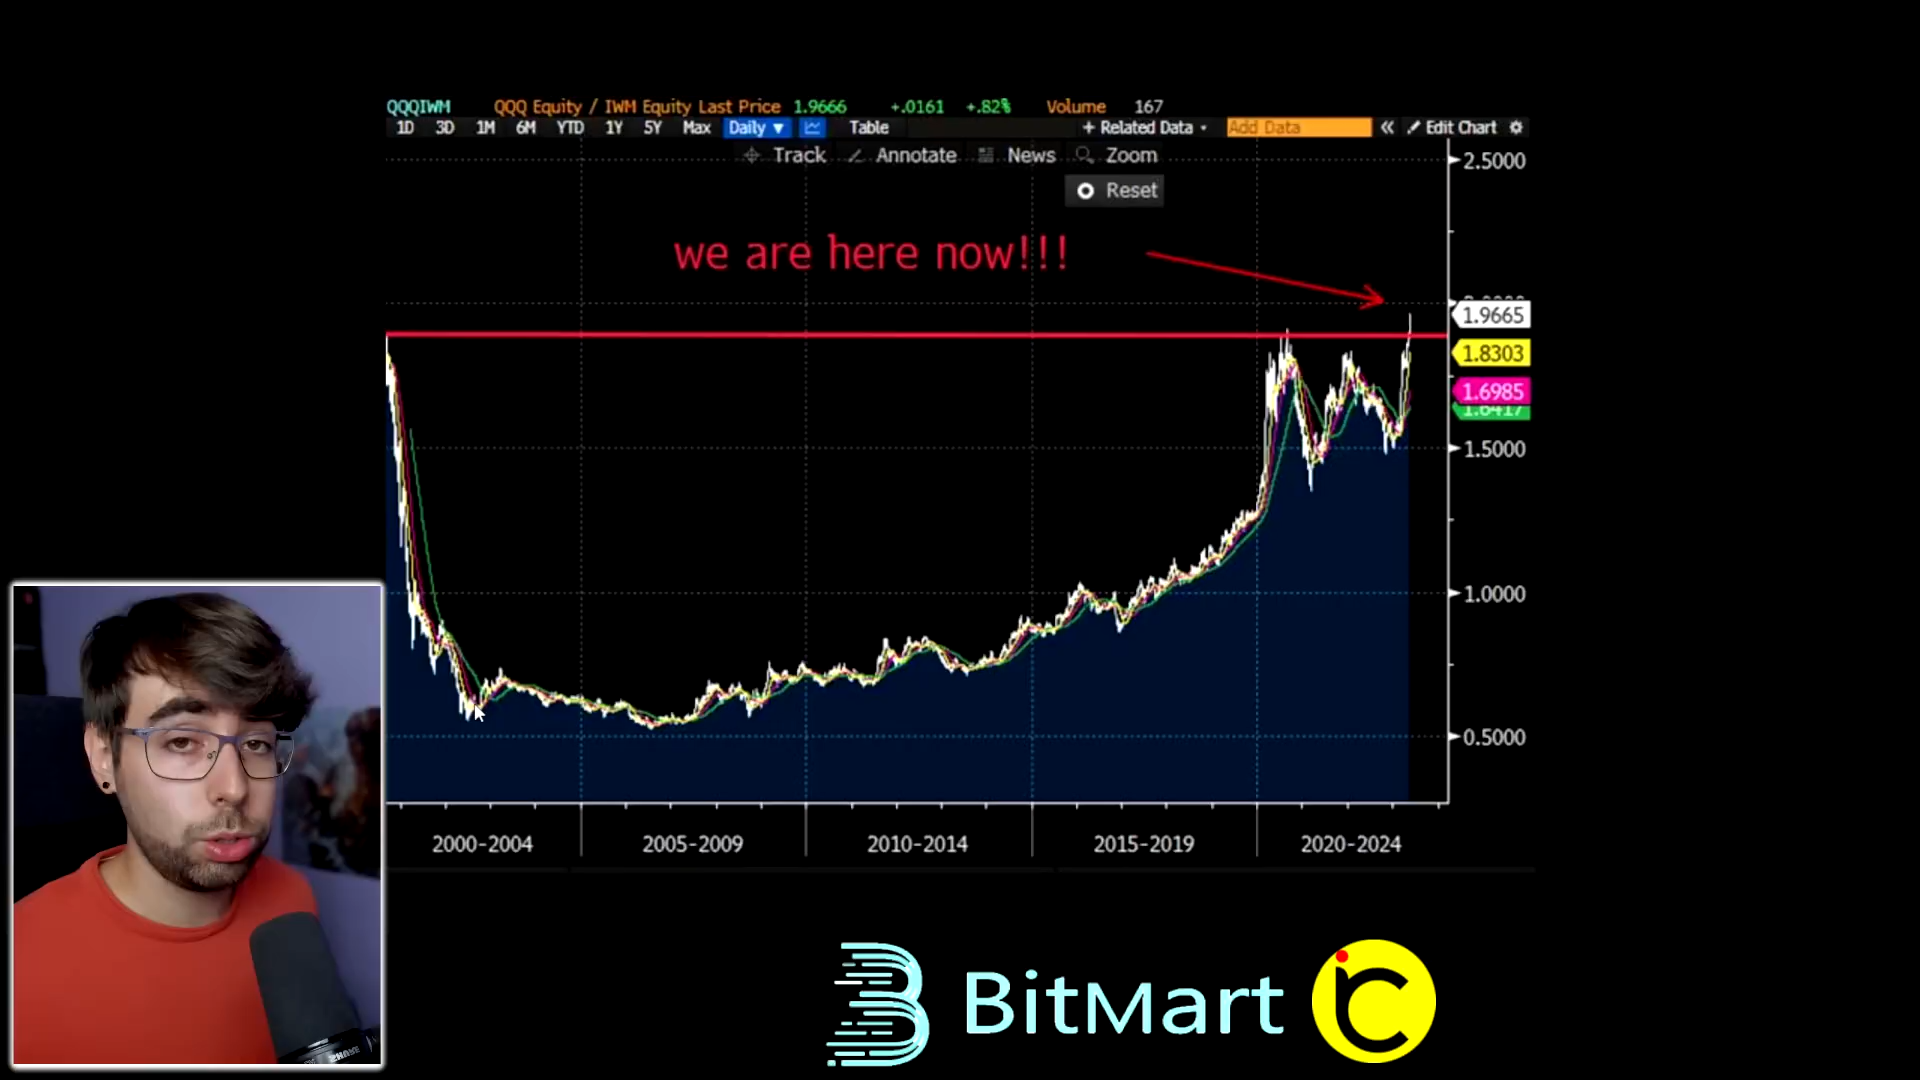 QQQIWM QQQ Equity / IWM Equity Last Price 1.9666 +.0161 +.82% Volume 167
1D 3D 1M 6M YTD 1Y 5Y Max Daily ▼ Table + Related Data Add Data « Edit Chart
Track Annotate News Zoom
Reset
2.5000
we are here now!!!
1.9665
1.8303
1.6985
1.6417
1.5000
1.0000
0.5000
2000-2004 2005-2009 2010-2014 2015-2019 2020-2024
BitMart